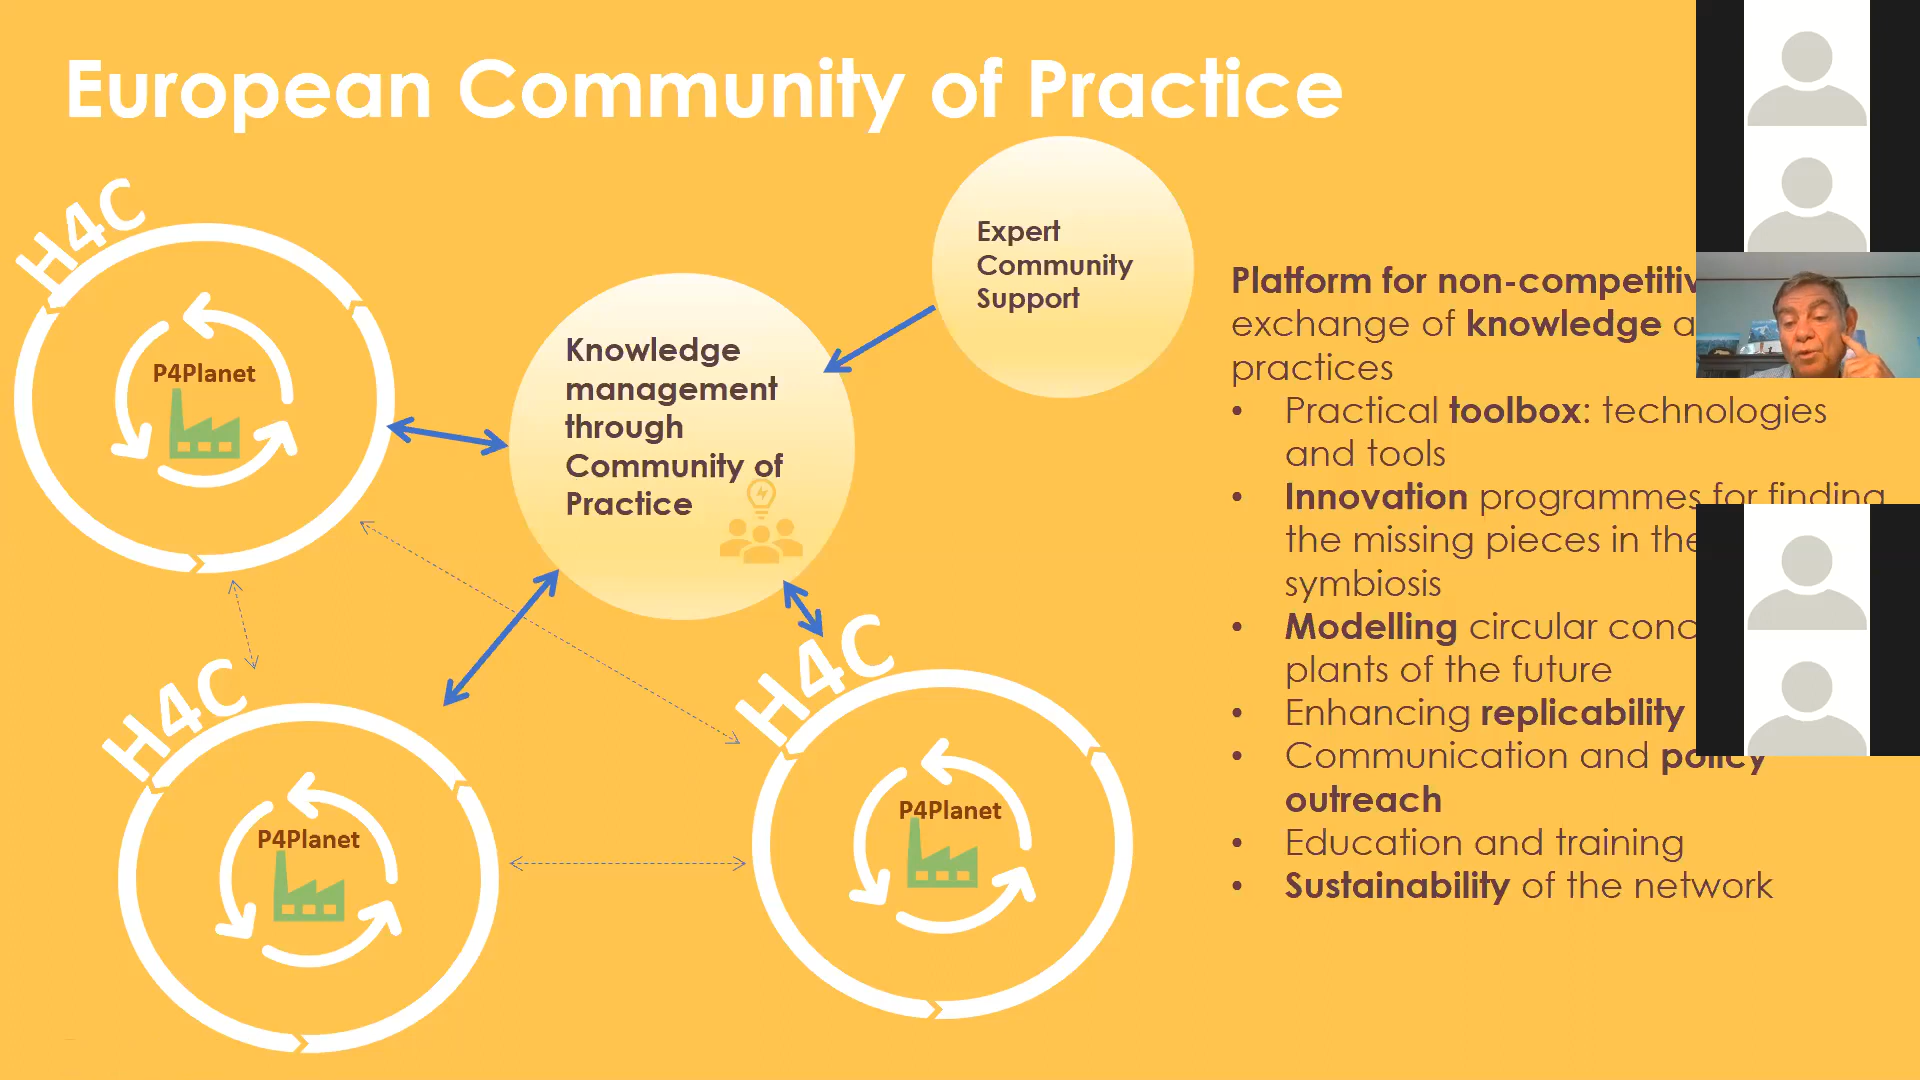 European Community of Practice
H4C
P4Planet
Knowledge
management
through
Community of
Practice
Expert
Community
Support
H4C
P4Planet
H4C
P4Planet
Platform for
exchange of knowledge
practices
• Practical toolbox: technologies
and tools
• Innovation programmes for finding
the missing pieces in the
symbiosis
• Modelling circular
plants of the future
• Enhancing replicability
• Communication and policy
outreach
• Education and training
• Sustainability of the network